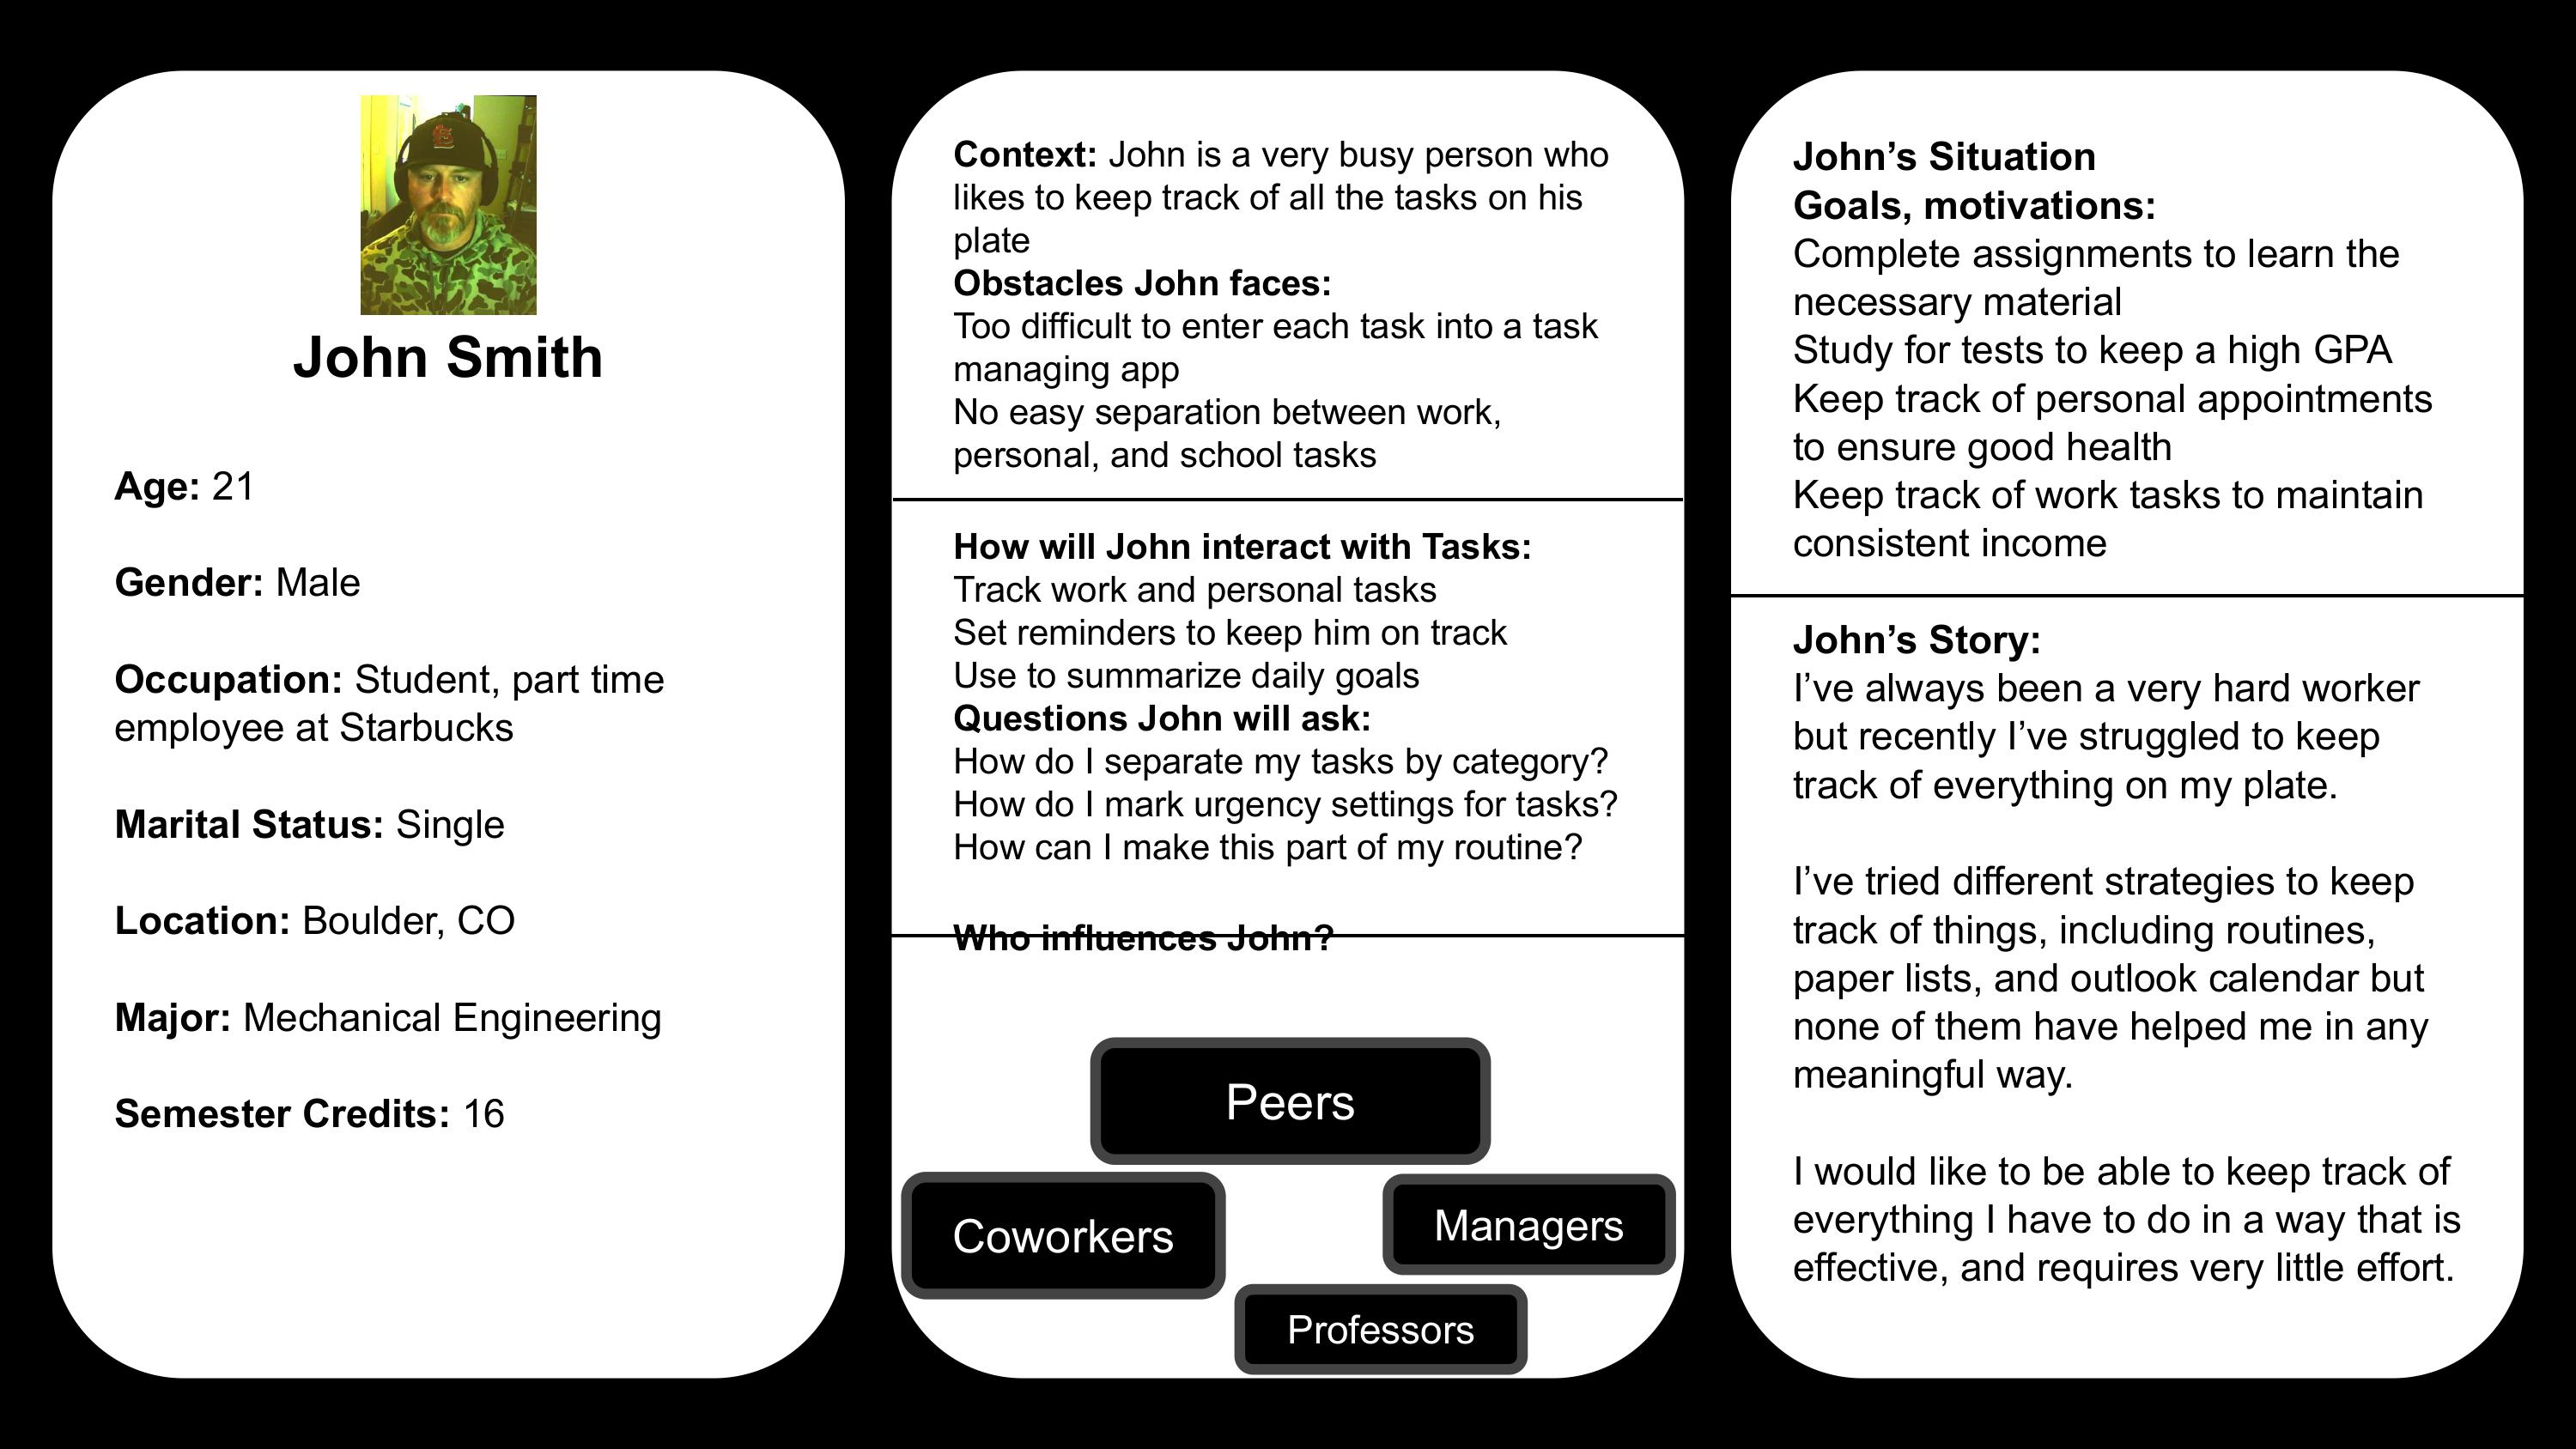 John Smith
Age: 21
Gender: Male
Occupation: Student, part time
employee at Starbucks
Marital Status: Single
Location: Boulder, CO
Major: Mechanical Engineering
Semester Credits: 16
Context: John is a very busy person who
likes to keep track of all the tasks on his
plate
Obstacles John faces:
Too difficult to enter each task into a task
managing app
No easy separation between work,
personal, and school tasks
How will John interact with Tasks:
Track work and personal tasks
Set reminders to keep him on track
Use to summarize daily goals
Questions John will ask:
How do I separate my tasks by category?
How do I mark urgency settings for tasks?
How can I make this part of my routine?
Who influences John?
Peers
Coworkers
Managers
Professors
John’s Situation
Goals, motivations:
Complete assignments to learn the
necessary material
Study for tests to keep a high GPA
Keep track of personal appointments
to ensure good health
Keep track of work tasks to maintain
consistent income
John’s Story:
I’ve always been a very hard worker
but recently I’ve struggled to keep
track of everything on my plate.
I’ve tried different strategies to keep
track of things, including routines,
paper lists, and outlook calendar but
none of them have helped me in any
meaningful way.
I would like to be able to keep track of
everything I have to do in a way that is
effective, and requires very little effort.